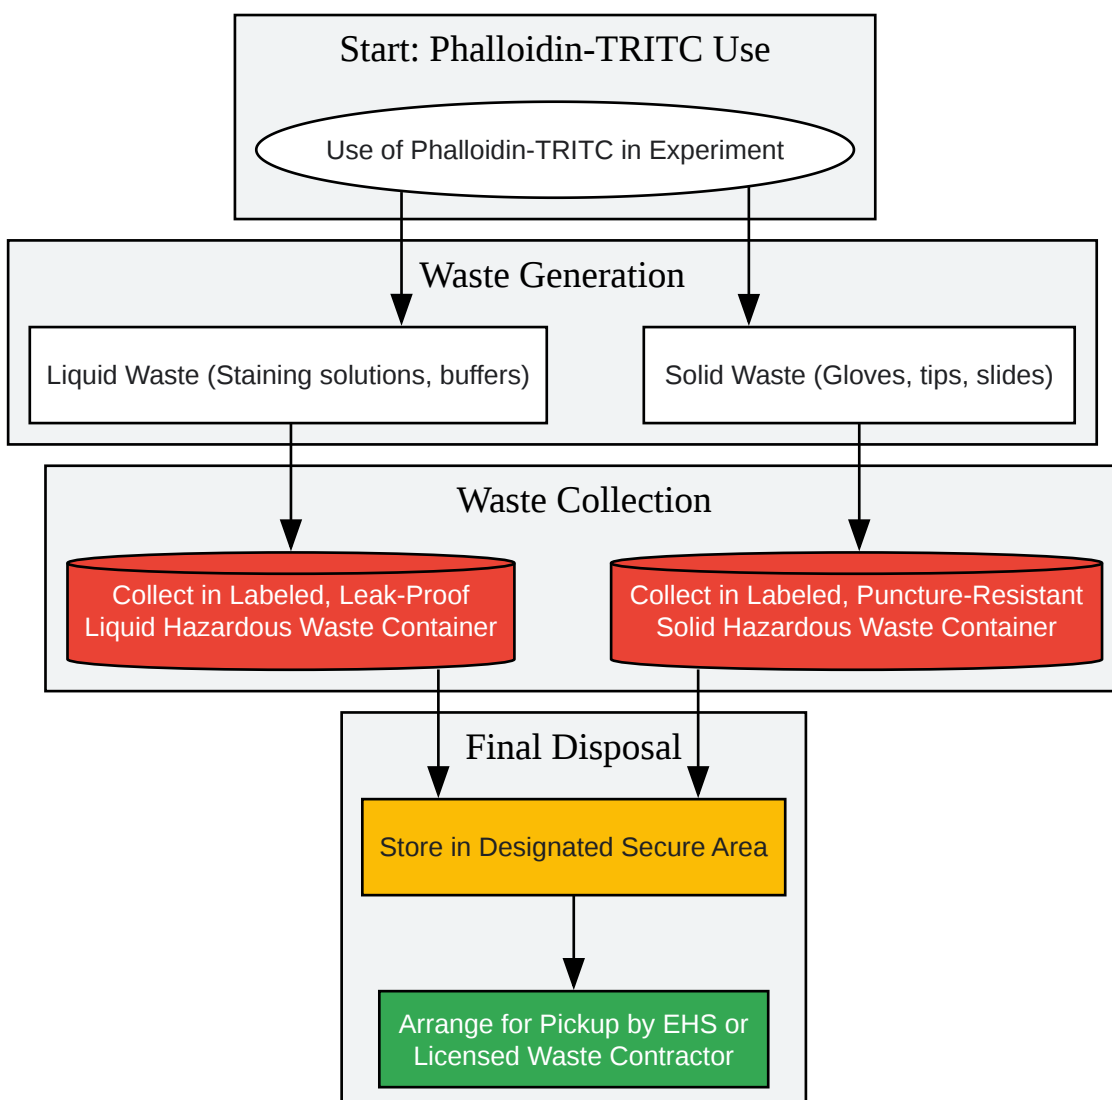 Start: Phalloidin-TRITC Use
Use of Phalloidin-TRITC in Experiment
Waste Generation
Liquid Waste (Staining solutions, buffers)
Solid Waste (Gloves, tips, slides)
Waste Collection
Collect in Labeled, Leak-Proof
Liquid Hazardous Waste Container
Collect in Labeled, Puncture-Resistant
Solid Hazardous Waste Container
Final Disposal
Store in Designated Secure Area
Arrange for Pickup by EHS or
Licensed Waste Contractor